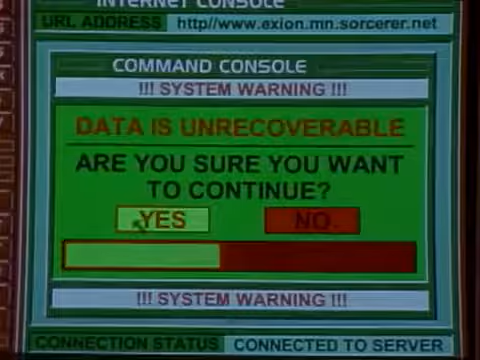 INTERNET CONSOLE
URL ADDRESS http//www.exion.mn.sorcerer.net
COMMAND CONSOLE
!!! SYSTEM WARNING !!!
DATA IS UNRECOVERABLE
ARE YOU SURE YOU WANT
TO CONTINUE?
YES NO
!!! SYSTEM WARNING !!!
CONNECTION STATUS CONNECTED TO SERVER